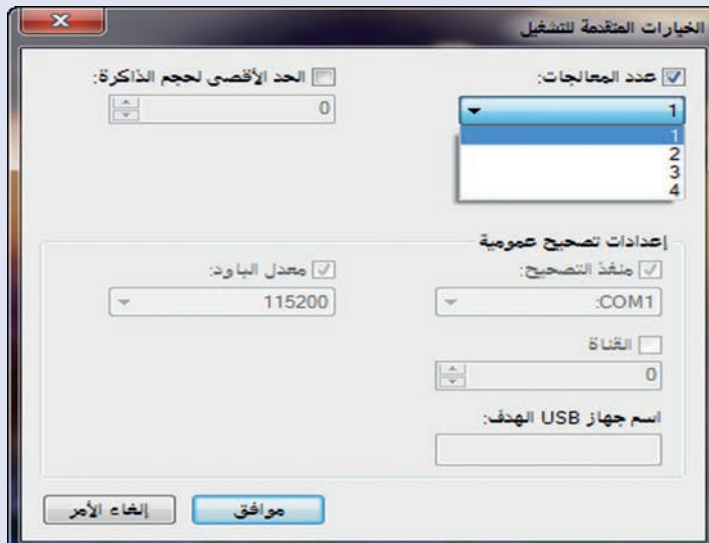 الخيارات المتقدمة للتشغيل
عدد المعالجات:
الحد الأقصى لحجم الذاكرة:
1
0
1
2
3
4
إعدادات تصحيح عمومية
منفذ التصحيح:
معدل الباود:
COM1:
115200
القناة
0
اسم جهاز USB الهدف:
موافق
إلغاء الأمر